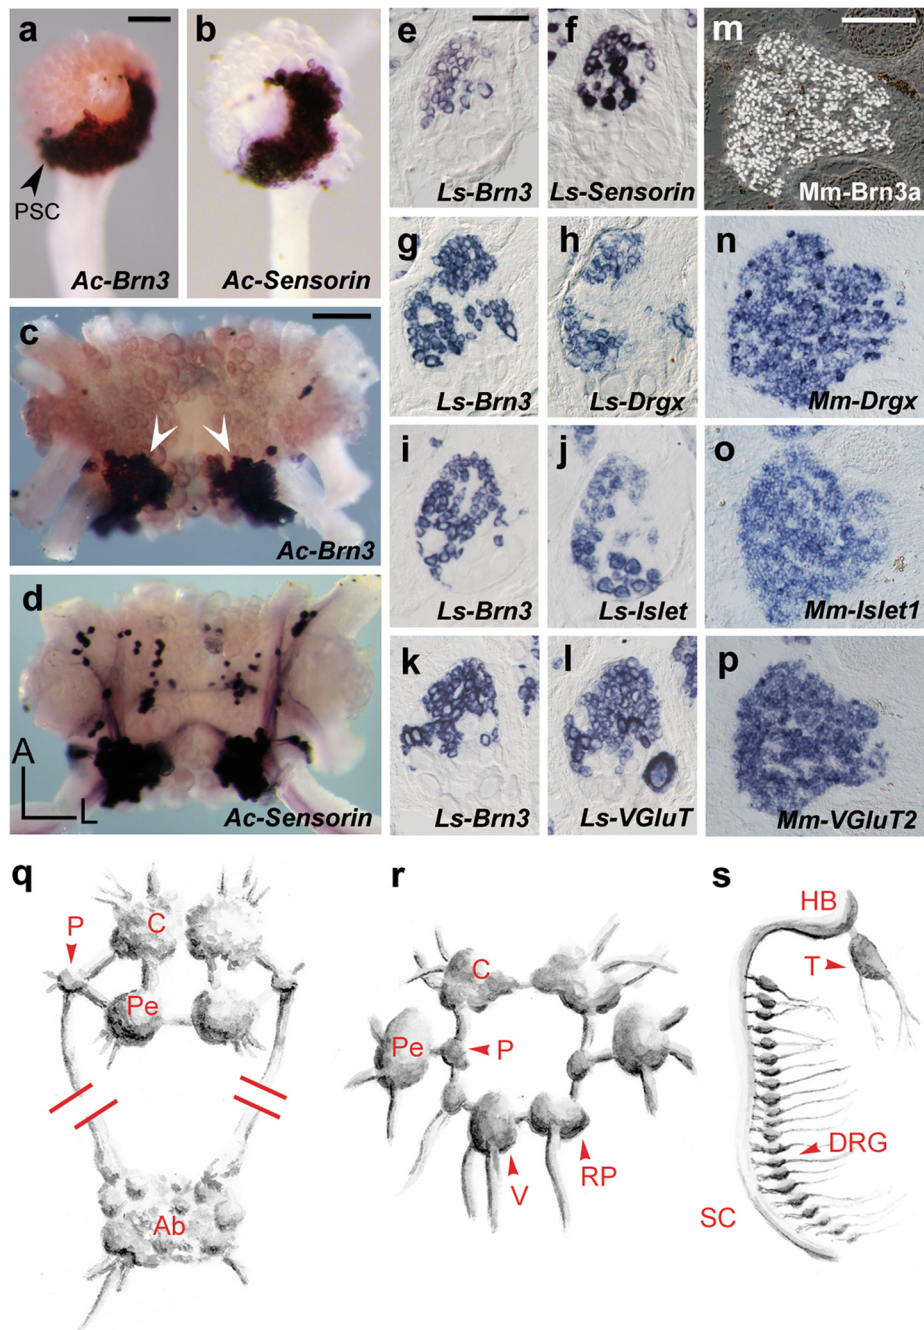 a
PSC
Ac-Brn3
b
Ac-Sensorin
c
Ac-Brn3
d
A
L
Ac-Sensorin
e
Ls-Brn3
f
Ls-Sensorin
g
Ls-Brn3
h
Ls-Drgx
i
Ls-Brn3
j
Ls-Islet
k
Ls-Brn3
l
Ls-VGluT
m
Mm-Brn3a
n
Mm-Drgx
o
Mm-Islet1
p
Mm-VGluT2
q
P
C
Pe
Ab
r
C
Pe
P
V
RP
s
HB
T
DRG
SC